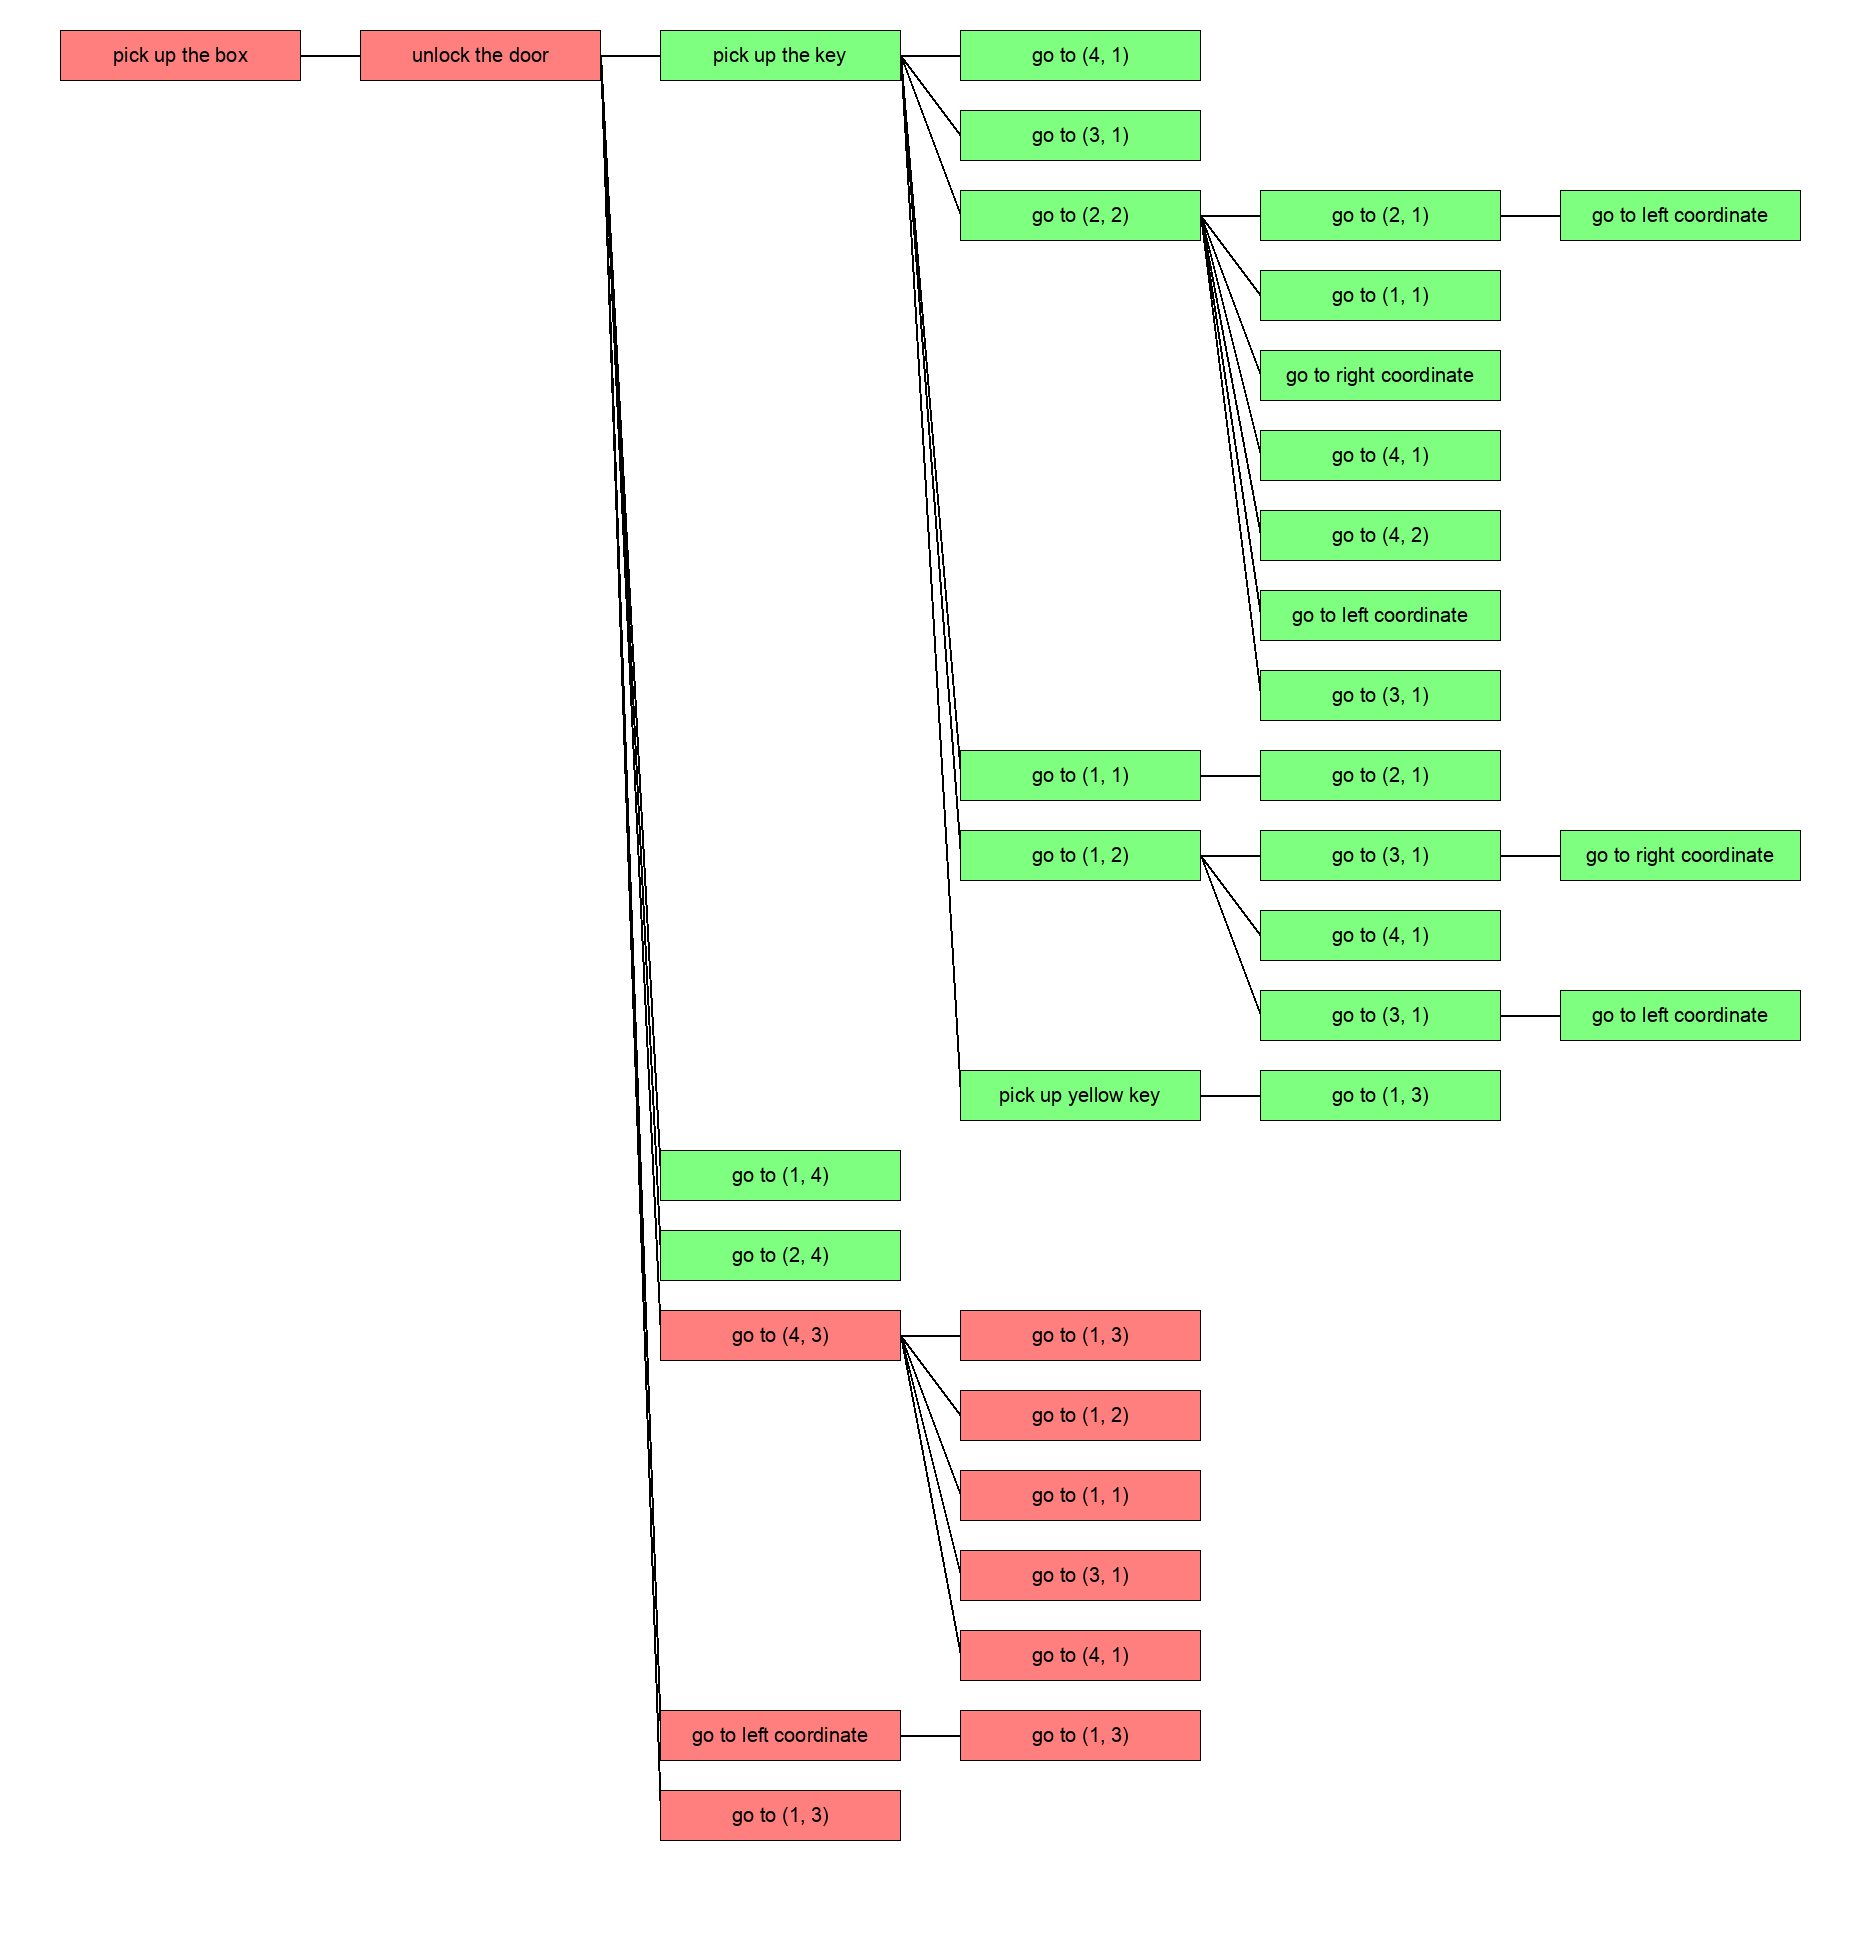 pick up the box
unlock the door
pick up the key
go to (4, 1)
go to (3, 1)
go to (2, 2)
go to (2, 1)
go to left coordinate
go to (1, 1)
go to right coordinate
go to (4, 1)
go to (4, 2)
go to left coordinate
go to (3, 1)
go to (1, 1)
go to (2, 1)
go to (1, 2)
go to (3, 1)
go to right coordinate
go to (4, 1)
go to (3, 1)
go to left coordinate
pick up yellow key
go to (1, 3)
go to (1, 4)
go to (2, 4)
go to (4, 3)
go to (1, 3)
go to (1, 2)
go to (1, 1)
go to (3, 1)
go to (4, 1)
go to left coordinate
go to (1, 3)
go to (1, 3)